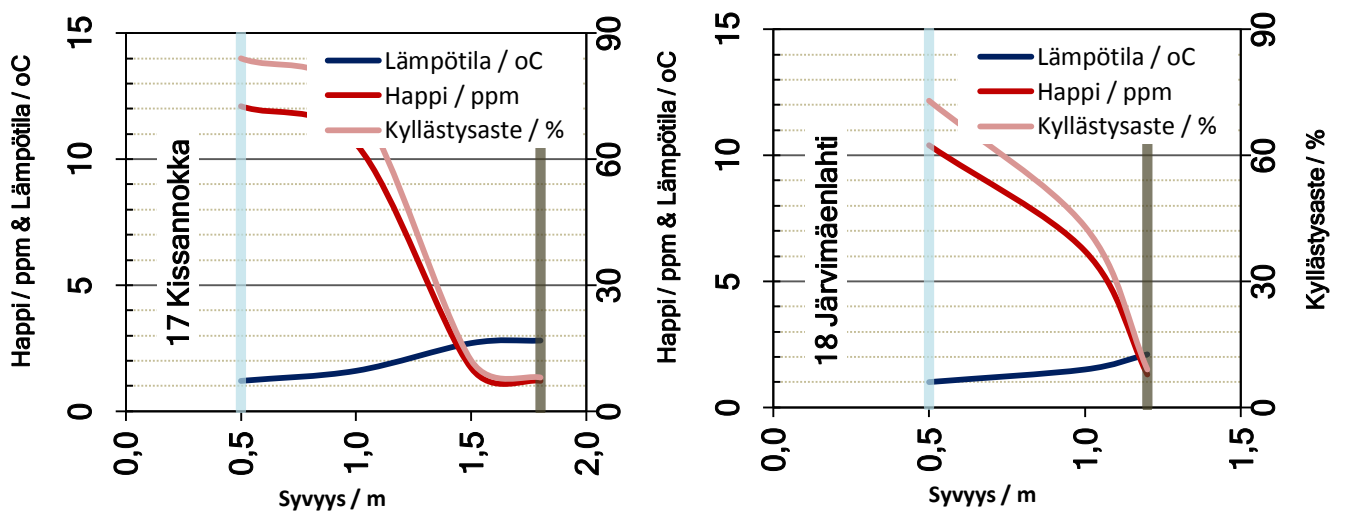 Happi / ppm & Lämpötila / oC
15
10
5
0
90
60
30
0
Lämpötila / oC
Happi / ppm
Kyllästysaste / %
17 Kissannokka
0,0
0,5
1,0
1,5
2,0
Syvyys / m
Happi / ppm & Lämpötila / oC
15
10
5
0
90
60
30
0
Lämpötila / oC
Happi / ppm
Kyllästysaste / %
18 Järvimäenlahti
0,0
0,5
1,0
1,5
Syvyys / m
Kyllästysaste / %